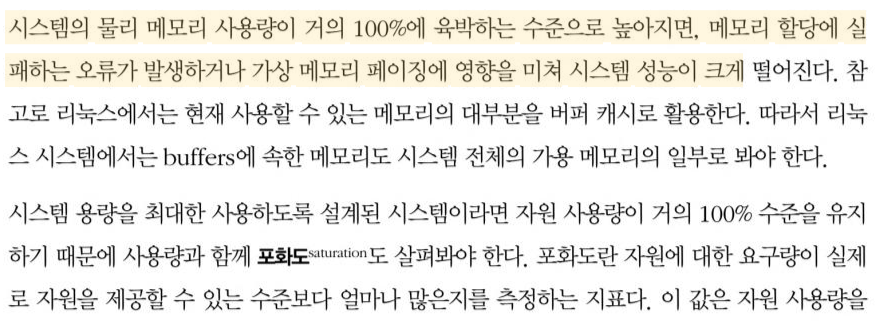 시스템의 물리 메모리 사용량이 거의 100%에 육박하는 수준으로 높아지면, 메모리 할당에 실
패하는 오류가 발생하거나 가상 메모리 페이징에 영향을 미쳐 시스템 성능이 크게 떨어진다. 참
고로 리눅스에서는 현재 사용할 수 있는 메모리의 대부분을 버퍼 캐시로 활용한다. 따라서 리눅
스 시스템에서는 buffers에 속한 메모리도 시스템 전체의 가용 메모리의 일부로 봐야 한다.
시스템 용량을 최대한 사용하도록 설계된 시스템이라면 자원 사용량이 거의 100% 수준을 유지
하기 때문에 사용량과 함께 포화도saturation도 살펴봐야 한다. 포화도란 자원에 대한 요구량이 실제
로 자원을 제공할 수 있는 수준보다 얼마나 많은지를 측정하는 지표다. 이 값은 자원 사용량을